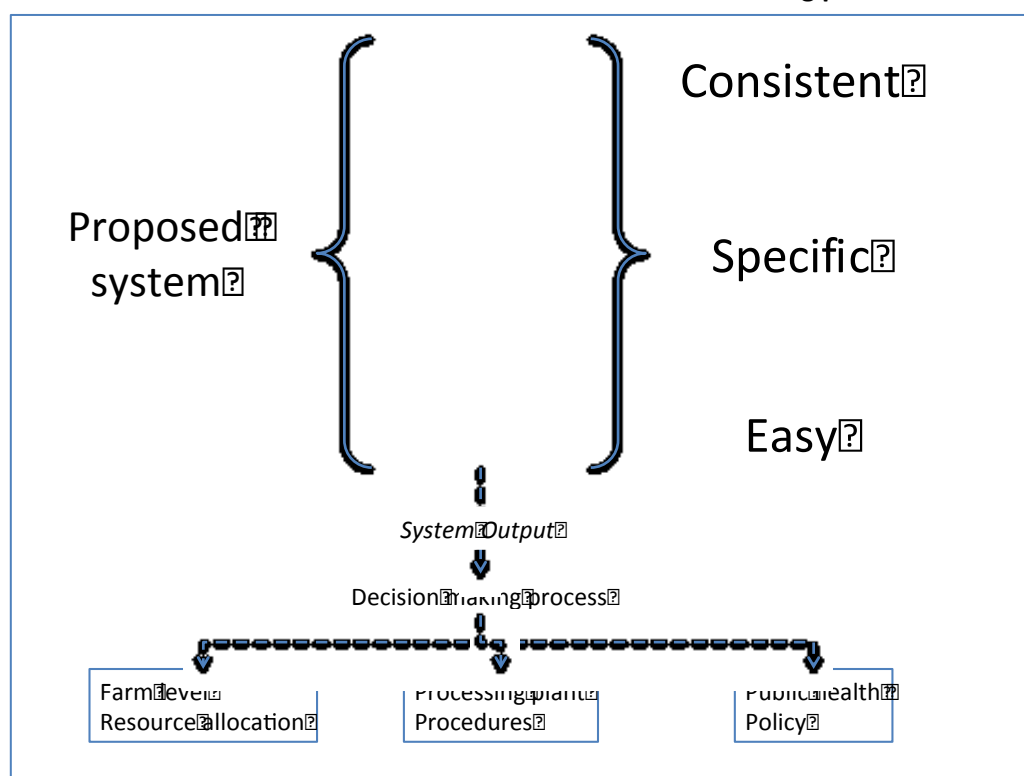 Consistent
Proposed
system
Specific
Easy
System Output
Decision making process
Farm level
Resource allocation
Processing plant
Procedures
Public health
Policy